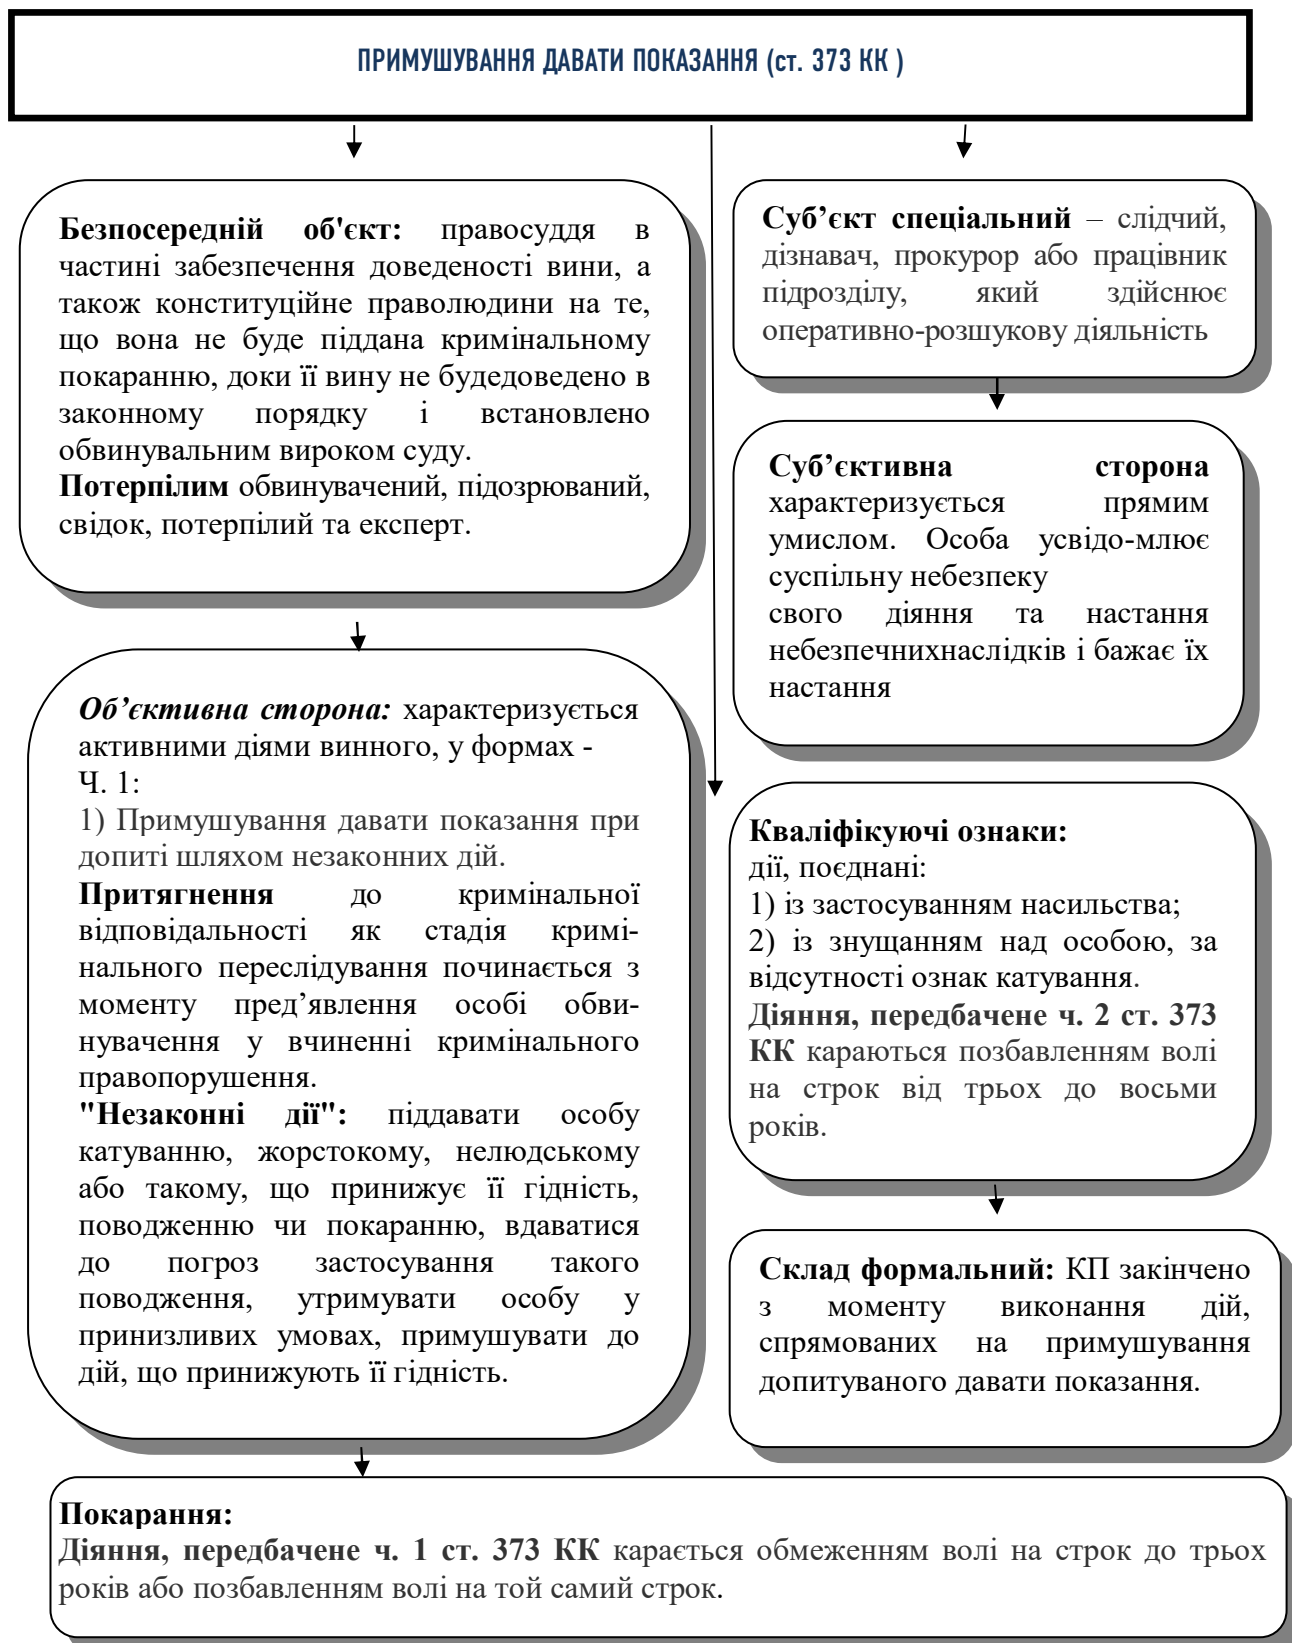 ПРИМУШУВАННЯ ДАВАТИ ПОКАЗАННЯ (ст. 373 КК )
Безпосередній об'єкт: правосуддя в
частині забезпечення доведеності вини, а
також конституційне праволюдини на те,
що вона не буде піддана кримінальному
покаранню, доки її вину не будедоведено в
законному порядку і встановлено
обвинувальним вироком суду.
Потерпілим обвинувачений, підозрюваний,
свідок, потерпілий та експерт.
Об’єктивна сторона: характеризується
активними діями винного, у формах -
Ч. 1:
1) Примушування давати показання при
допиті шляхом незаконних дій.
Притягнення до кримінальної
відповідальності як стадія кримі-
нального переслідування починається з
моменту пред’явлення особі обви-
нувачення у вчиненні кримінального
правопорушення.
"Незаконні дії": піддавати особу
катуванню, жорстокому, нелюдському
або такому, що принижує її гідність,
поводженню чи покаранню, вдаватися
до погроз застосування такого
поводження, утримувати особу у
принизливих умовах, примушувати до
дій, що принижують її гідність.
Суб’єкт спеціальний – слідчий,
дізнавач, прокурор або працівник
підрозділу, який здійснює
оперативно-розшукову діяльність
Суб’єктивна сторона
характеризується прямим
умислом. Особа усвідо-млює
суспільну небезпеку
свого діяння та настання
небезпечнихнаслідків і бажає їх
настання
Кваліфікуючі ознаки:
дії, поєднані:
1) із застосуванням насильства;
2) із знущанням над особою, за
відсутності ознак катування.
Діяння, передбачене ч. 2 ст. 373
КК караються позбавленням волі
на строк від трьох до восьми
років.
Склад формальний: КП закінчено
з моменту виконання дій,
спрямованих на примушування
допитуваного давати показання.
Покарання:
Діяння, передбачене ч. 1 ст. 373 КК карається обмеженням волі на строк до трьох
років або позбавленням волі на той самий строк.